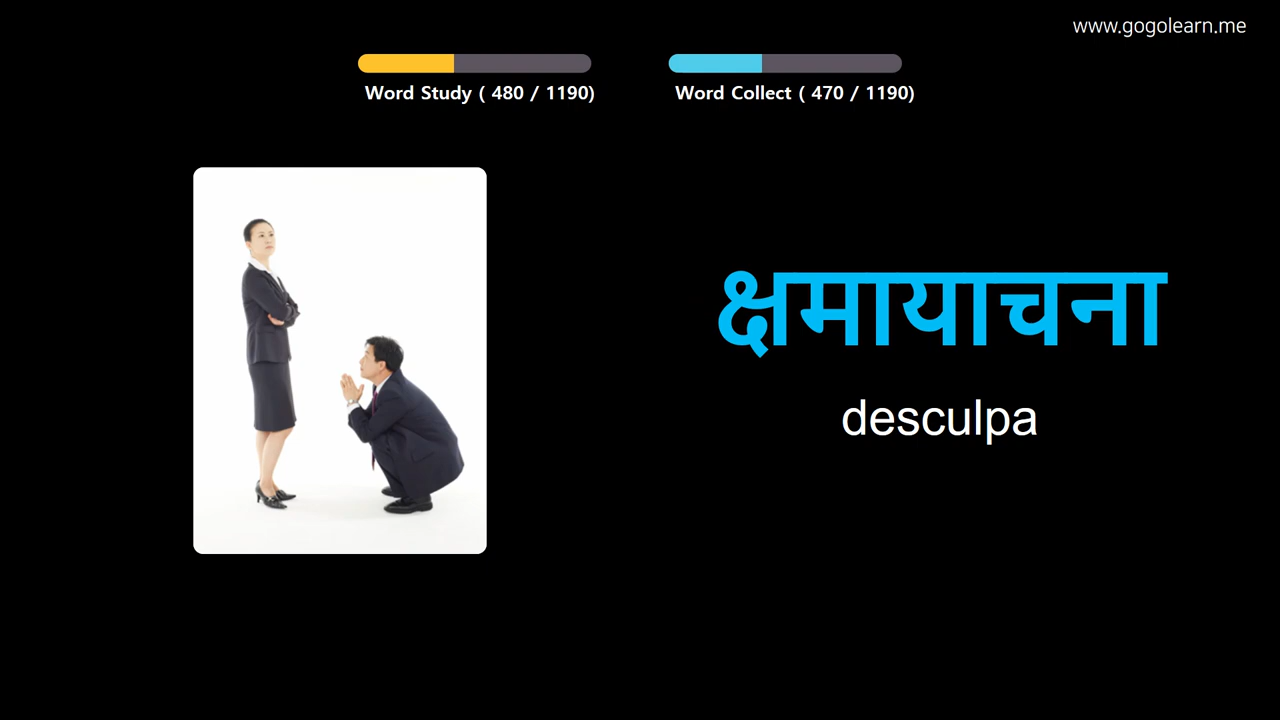 www.gogolearn.me
Word Study ( 480 / 1190)
Word Collect ( 470 / 1190)
क्षमायाचना
desculpa